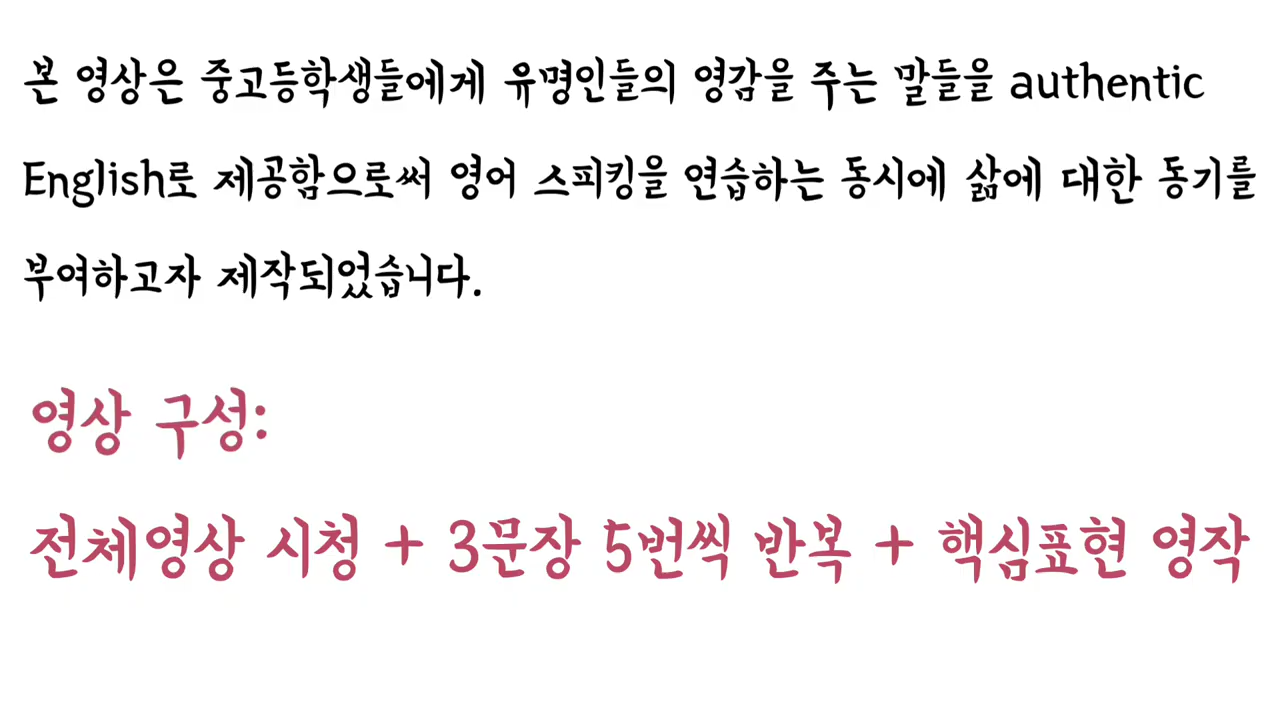 본 영상은 중고등학생들에게 유명인들의 영감을 주는 말들을 authentic
English로 제공함으로써 영어 스피킹을 연습하는 동시에 삶에 대한 동기를
부여하고자 제작되었습니다.
영상 구성:
전체영상 시청 + 3문장 5번씩 반복 + 핵심표현 영작